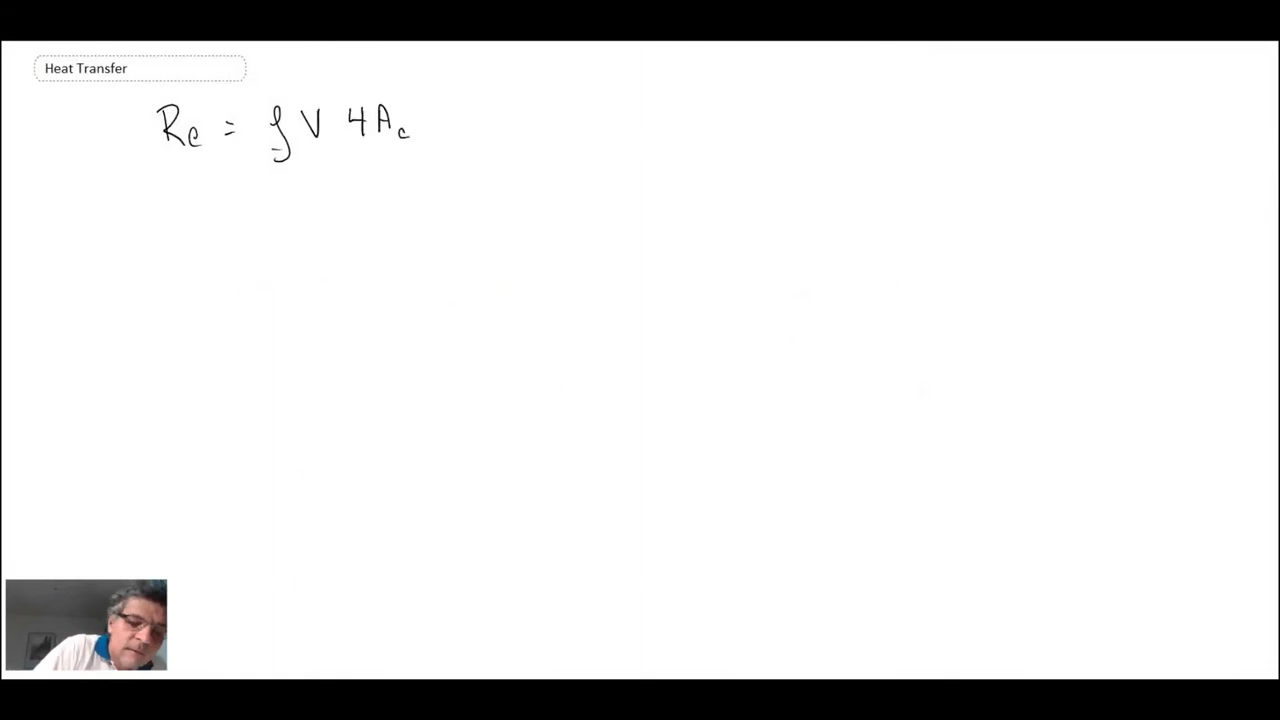 Heat Transfer
Re = ρ V 4Ac